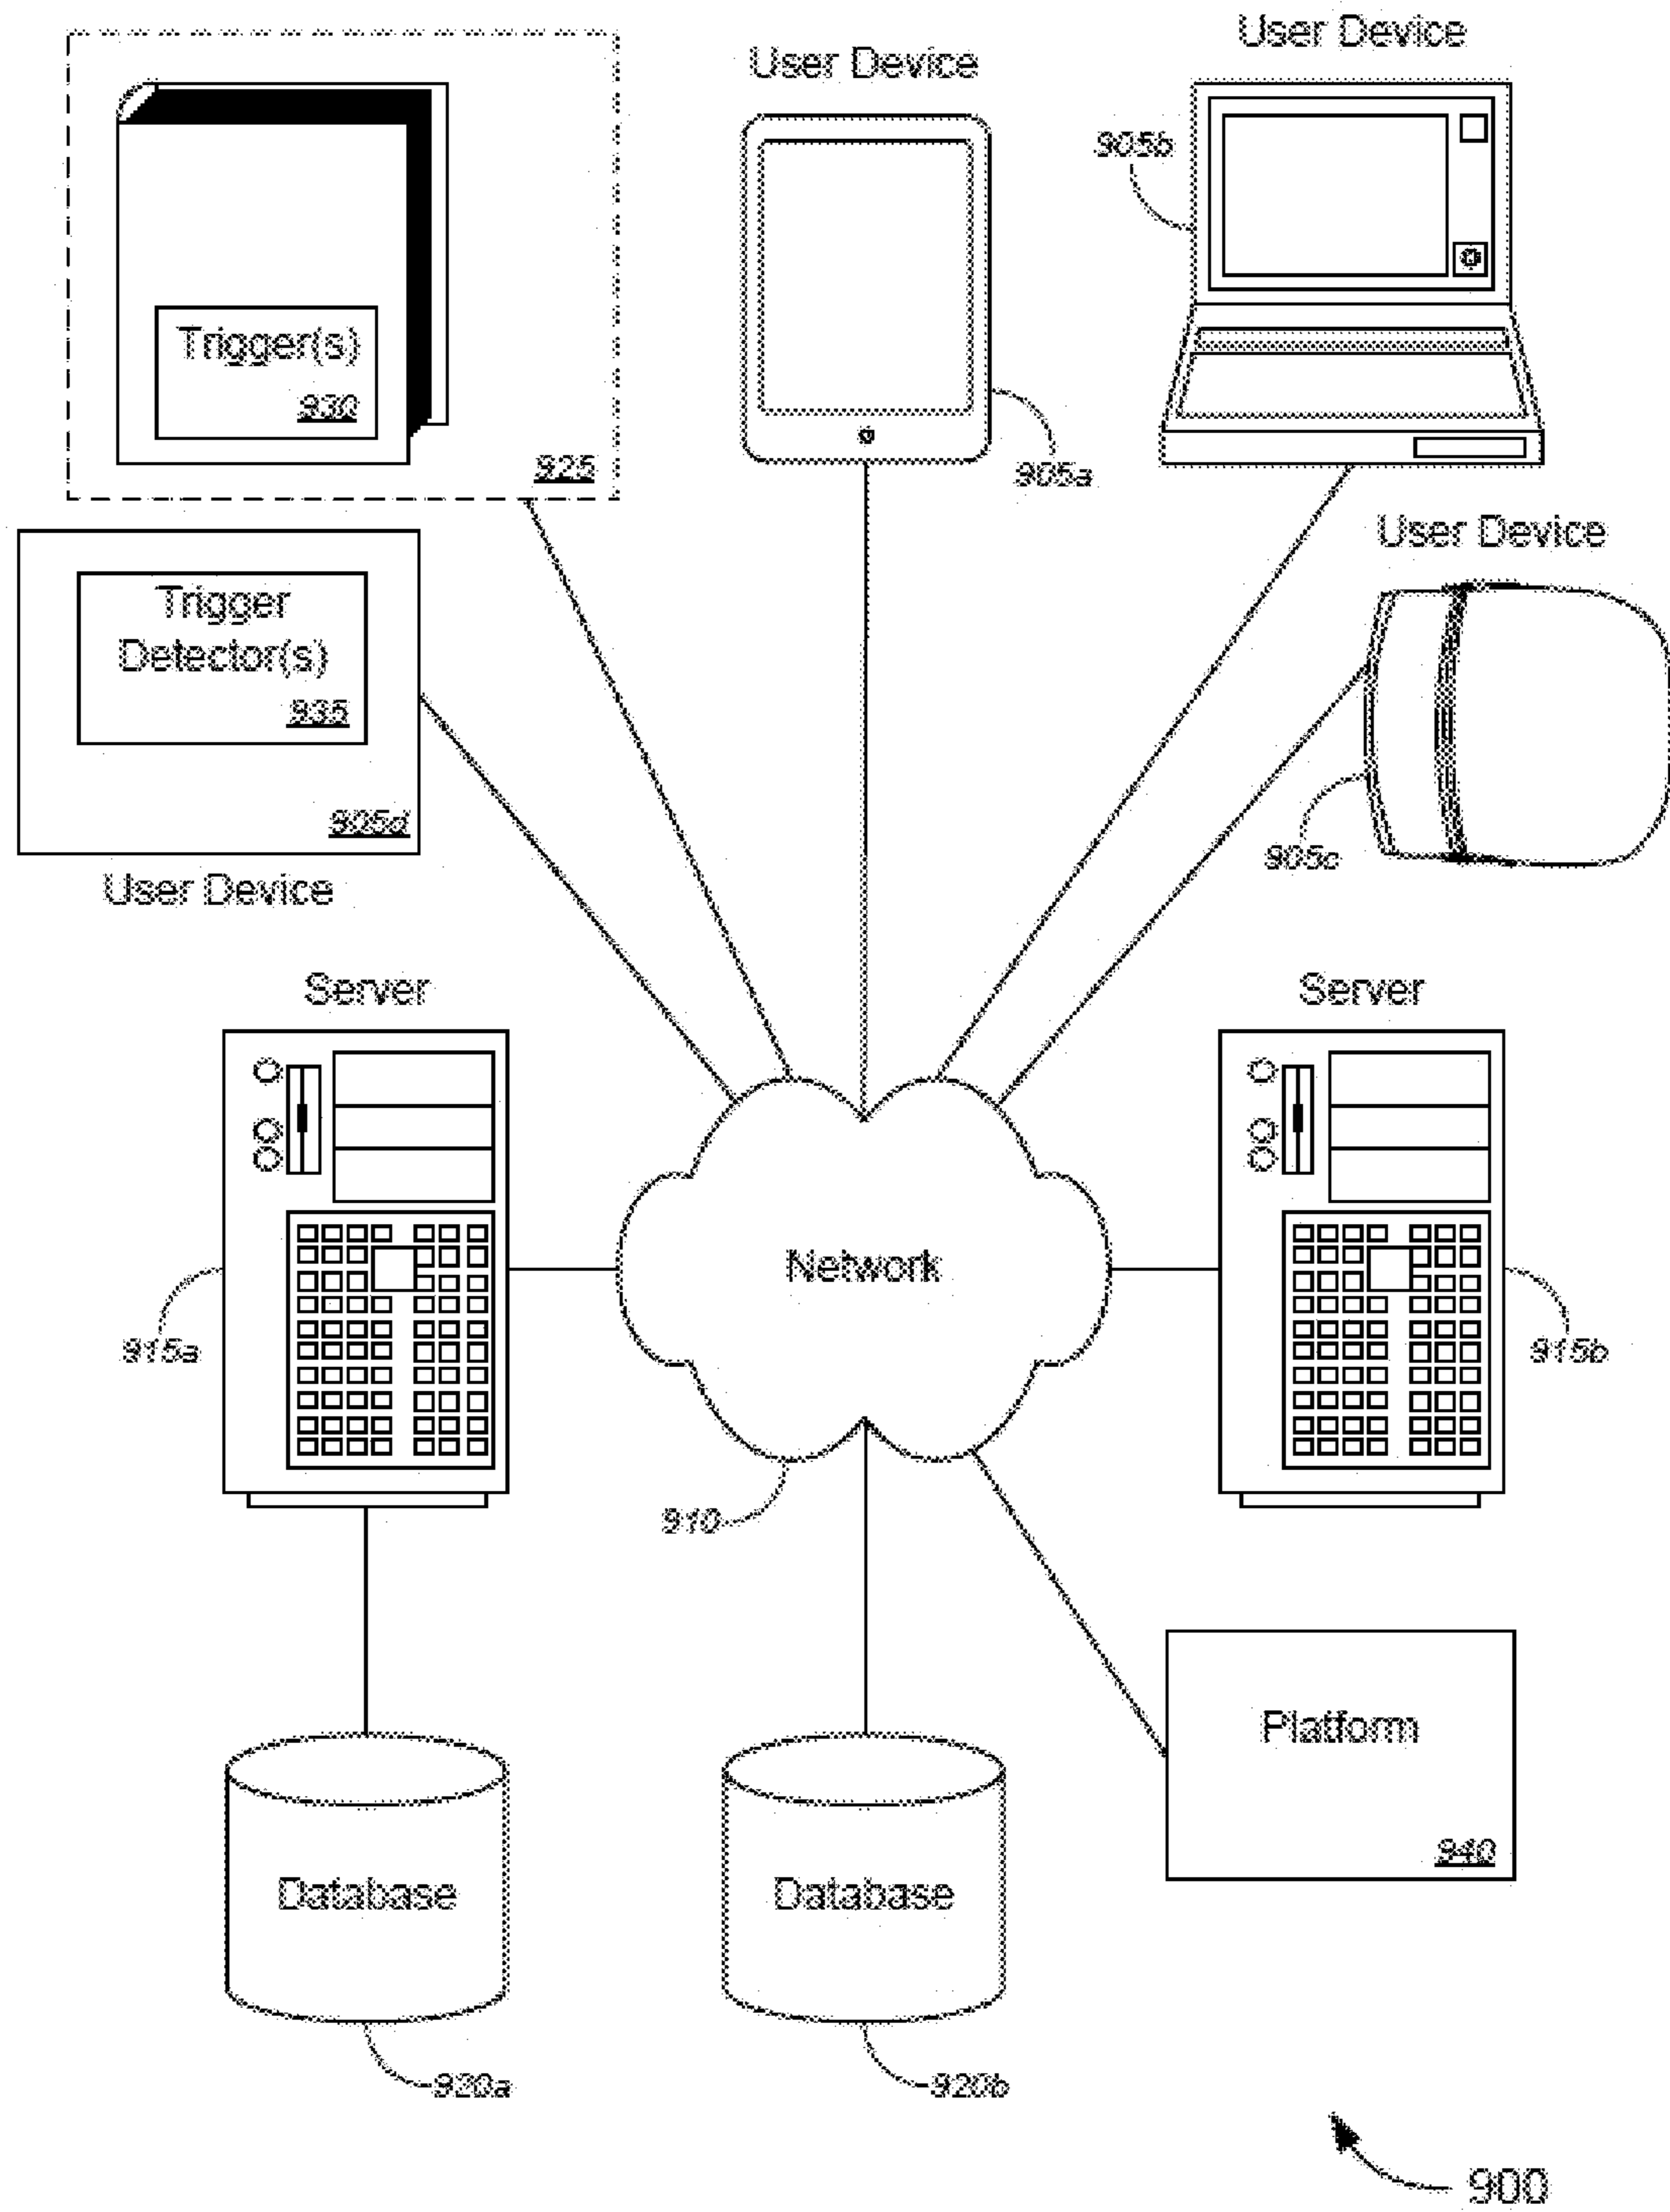 User Device
User Device
905b
Trigger(s)
930
925
905a
User Device
Trigger
Detector(s)
935
905d
905c
User Device
Server
Server
Network
915a
915b
910
Platform
940
Database
Database
920a
920b
900